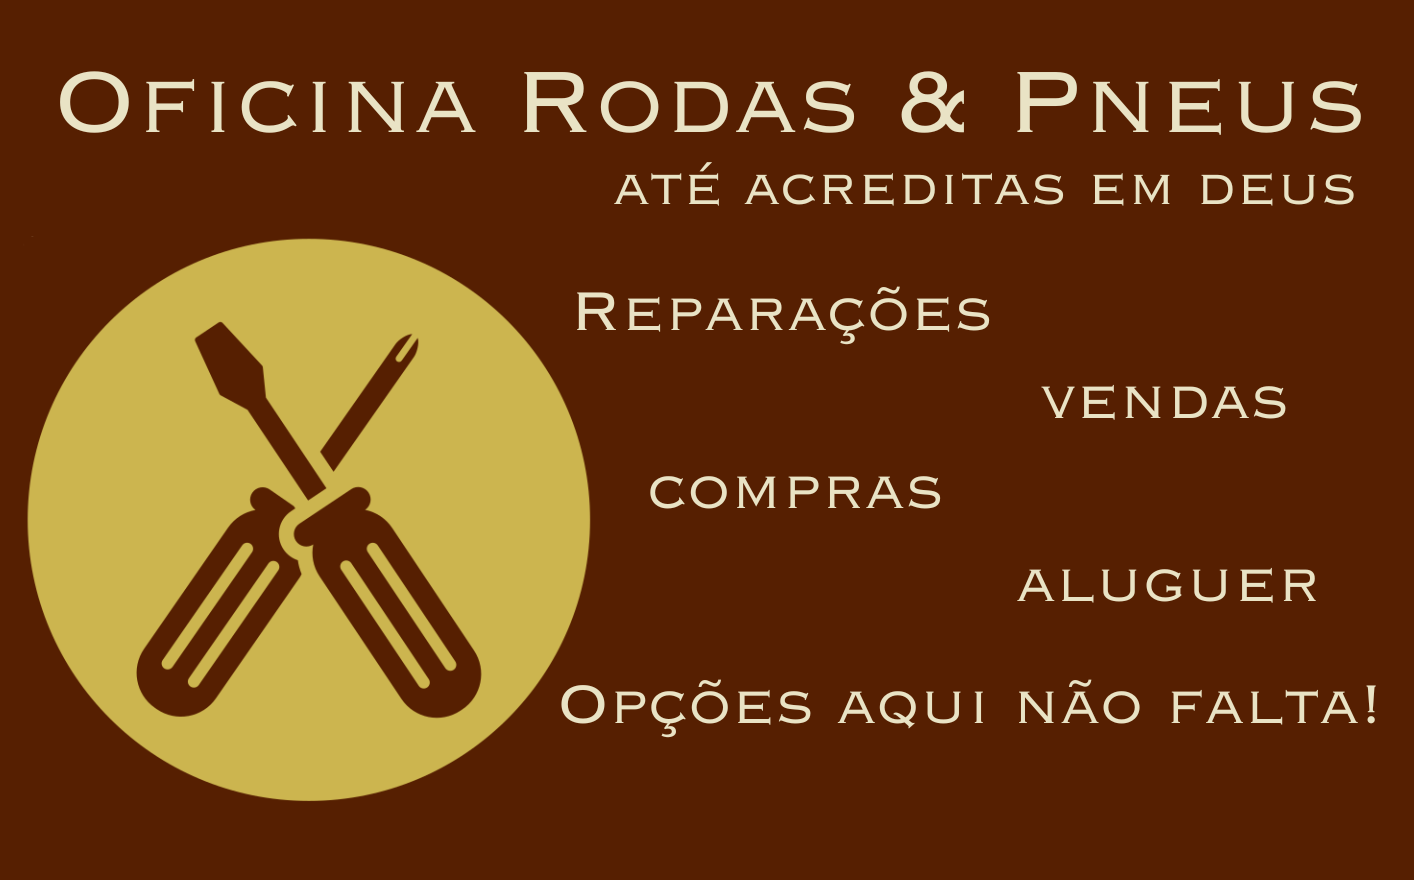 Oficina Rodas & Pneus
até acreditas em deus
Reparações
vendas
compras
aluguer
Opções aqui não falta!